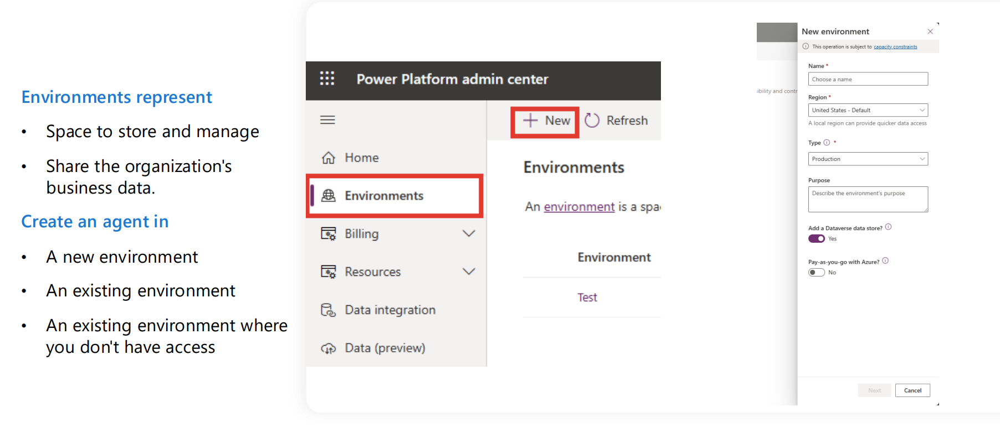 Environments represent
• Space to store and manage
• Share the organization's
business data.
Create an agent in
• A new environment
• An existing environment
• An existing environment where
you don't have access
Power Platform admin center
New Refresh
Home
Environments
Billing
Resources
Data integration
Data (preview)
Environments
An environment is a spa
Environment
Test
ibility and contr
New environment
This operation is subject to capacity constraints
Name *
Choose a name
Region *
United States - Default
A local region can provide quicker data access
Type *
Production
Purpose
Describe the environment's purpose
Add a Dataverse data store?
Yes
Pay-as-you-go with Azure?
No
Next Cancel